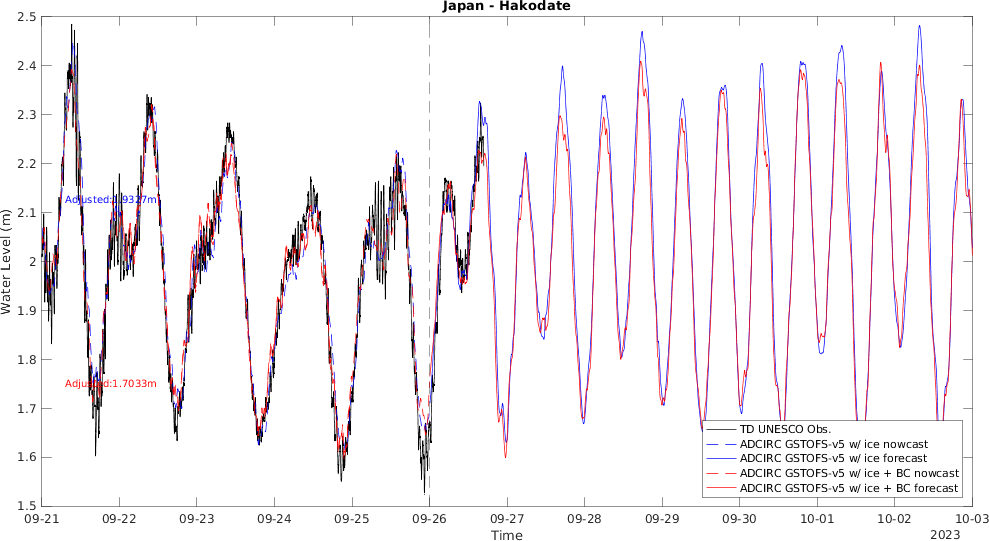 Japan - Hakodate
Water Level (m)
2.5
2.4
2.3
2.2
2.1
2
1.9
1.8
1.7
1.6
1.5
Adjusted:1.9327m
Adjusted:1.7033m
TD UNESCO Obs.
ADCIRC GSTOFS-v5 w/ ice nowcast
ADCIRC GSTOFS-v5 w/ ice forecast
ADCIRC GSTOFS-v5 w/ ice + BC nowcast
ADCIRC GSTOFS-v5 w/ ice + BC forecast
09-21 09-22 09-23 09-24 09-25 09-26 09-27 09-28 09-29 09-30 10-01 10-02 10-03
Time
2023